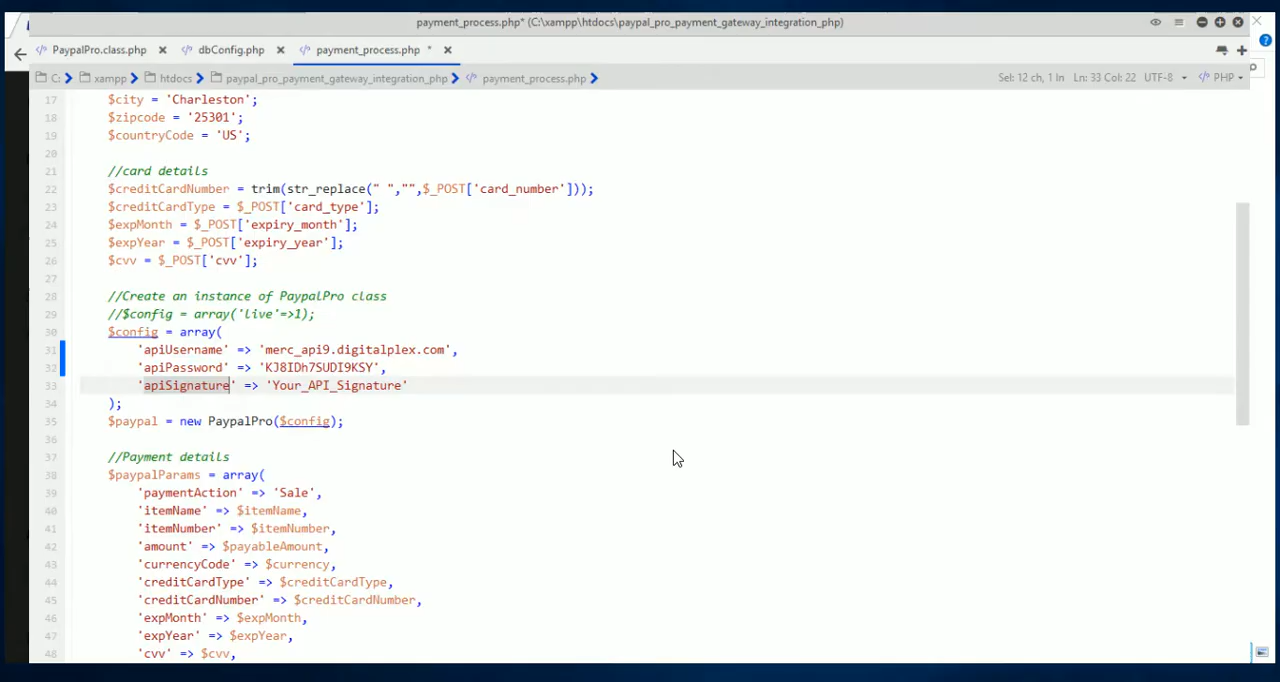 payment_process.php* (C:\xampp\htdocs\paypal_pro_payment_gateway_integration_php)
PaypalPro.class.php dbConfig.php payment_process.php *
C: xampp htdocs paypal_pro_payment_gateway_integration_php payment_process.php Sel: 12 ch, 1 ln Ln: 33 Col: 22 UTF-8 PHP
17 $city = 'Charleston';
18 $zipcode = '25301';
19 $countryCode = 'US';
20
21 //card details
22 $creditCardNumber = trim(str_replace(" ","",$_POST['card_number']));
23 $creditCardType = $_POST['card_type'];
24 $expMonth = $_POST['expiry_month'];
25 $expYear = $_POST['expiry_year'];
26 $cvv = $_POST['cvv'];
27
28 //Create an instance of PaypalPro class
29 //$config = array('live'=>1);
30 $config = array(
31 'apiUsername' => 'merc_api9.digitalplex.com',
32 'apiPassword' => 'KJ8IDh7SUDI9KSY',
33 'apiSignature' => 'Your_API_Signature'
34 );
35 $paypal = new PaypalPro($config);
36
37 //Payment details
38 $paypalParams = array(
39 'paymentAction' => 'Sale',
40 'itemName' => $itemName,
41 'itemNumber' => $itemNumber,
42 'amount' => $payableAmount,
43 'currencyCode' => $currency,
44 'creditCardType' => $creditCardType,
45 'creditCardNumber' => $creditCardNumber,
46 'expMonth' => $expMonth,
47 'expYear' => $expYear,
48 'cvv' => $cvv,